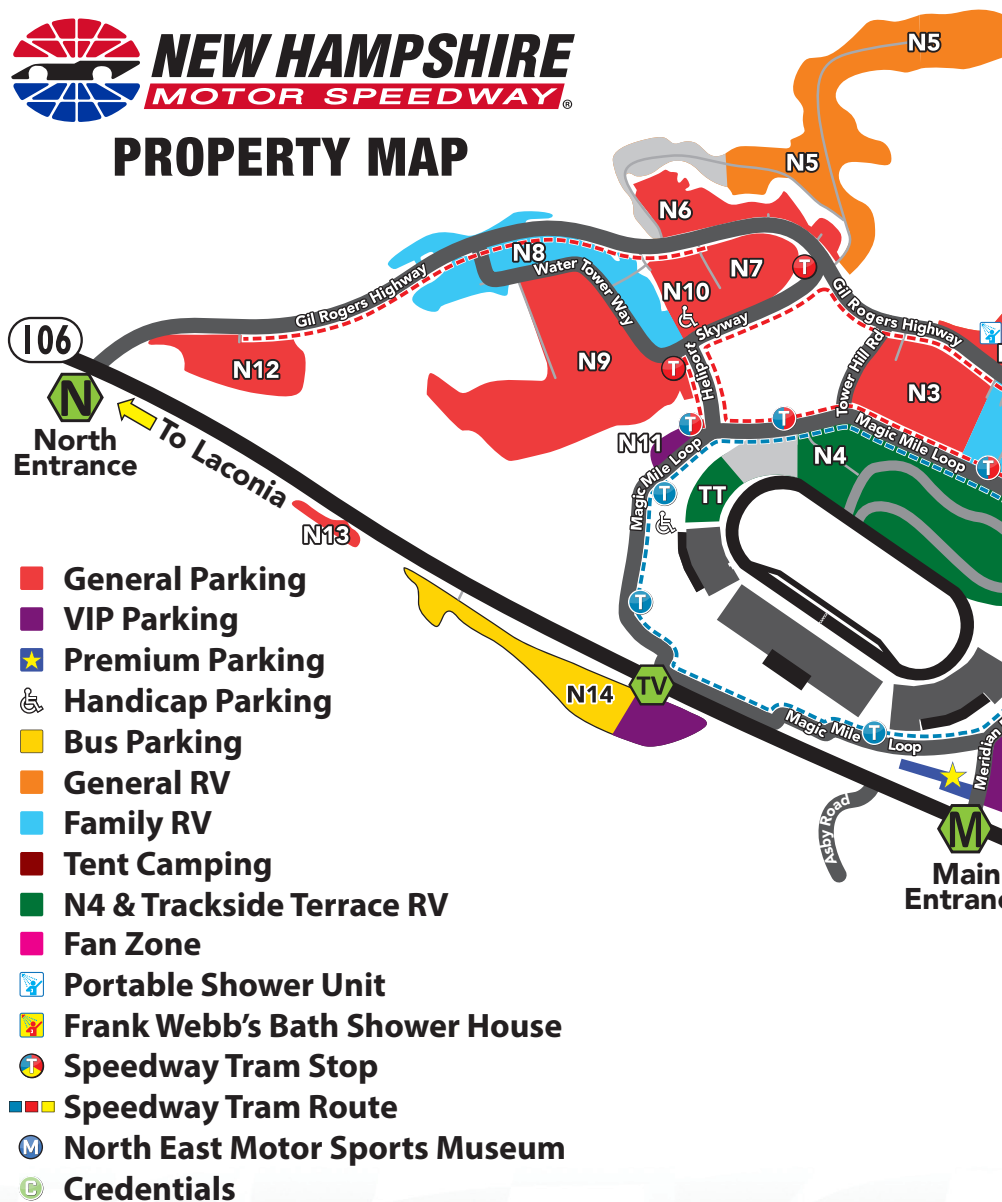 NEW HAMPSHIRE
MOTOR SPEEDWAY®
PROPERTY MAP
N5
N5
N6
N8
Water Tower Way
N7
T
Gil Rogers Highway
N10
Skyway
Gil Rogers Highway
106
N12
N9
T
Heliport
Tower Hill Rd
N3
N
North
Entrance
To Laconia
N11
T
T
Magic Mile Loop
N4
T
Magic Mile Loop
T
TT
N13
T
General Parking
VIP Parking
Premium Parking
Handicap Parking
Bus Parking
General RV
Family RV
Tent Camping
N4 & Trackside Terrace RV
Fan Zone
Portable Shower Unit
Frank Webb's Bath Shower House
T Speedway Tram Stop
Speedway Tram Route
M North East Motor Sports Museum
C Credentials
N14
TV
Magic Mile Loop
T
Meridian
Asby Road
M
Main
Entranc